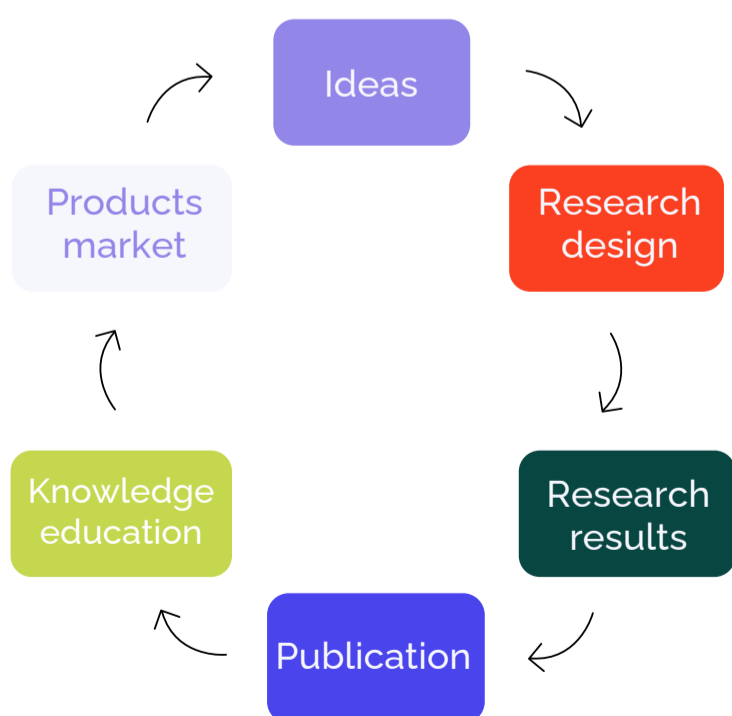 Ideas
Research
design
Research
results
Publication
Knowledge
education
Products
market